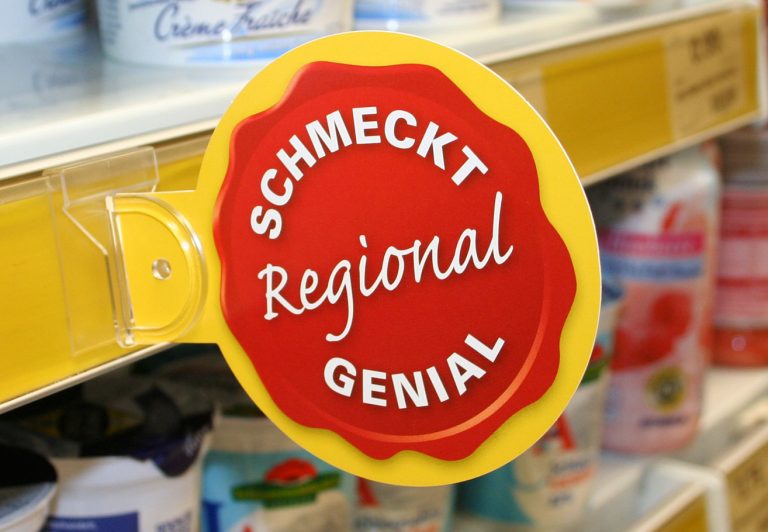 Crème Fraîche
SCHMECKT
Regional
GENIAL